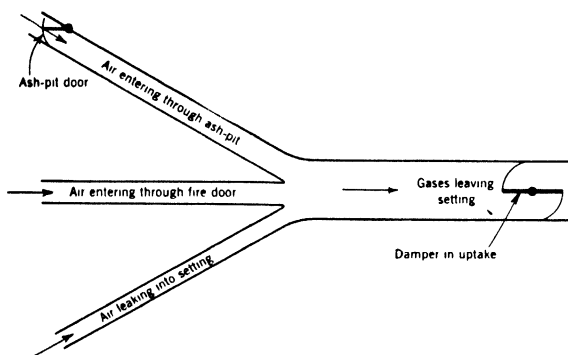 Ash-pit door
Air entering through ash-pit
Air entering through fire door
Air leaking into setting
Gases leaving
setting
Damper in uptake